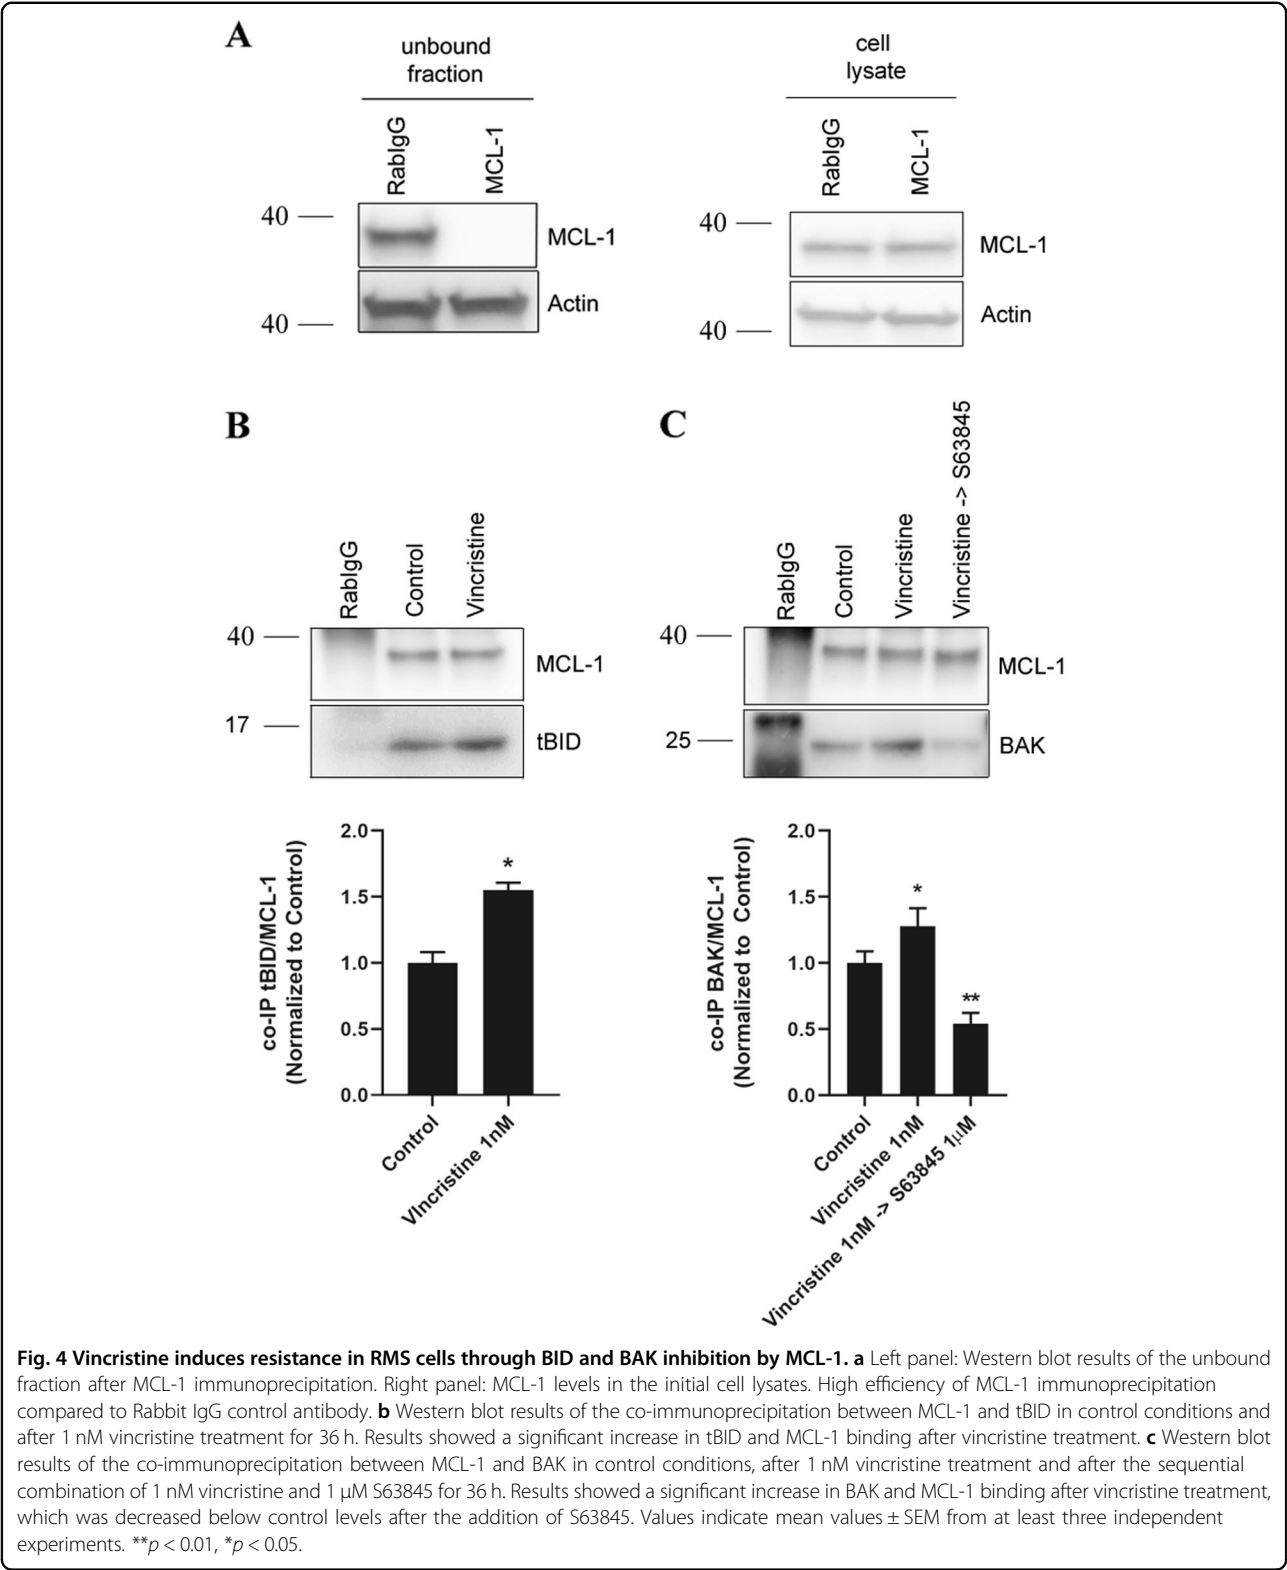 A
unbound
fraction
RabIgG
MCL-1
40
MCL-1
Actin
40
cell
lysate
RabIgG
MCL-1
40
MCL-1
Actin
40
B
RabIgG
Control
Vincristine
40
MCL-1
17
tBID
2.0
1.5
1.0
0.5
0.0
co-IP tBID/MCL-1
(Normalized to Control)
*
Control
VIncristine 1nM
C
RabIgG
Control
Vincristine
Vincristine -> S63845
40
MCL-1
25
BAK
2.0
1.5
1.0
0.5
0.0
co-IP BAK/MCL-1
(Normalized to Control)
*
**
Control
Vincristine 1nM
Vincristine 1nM -> S63845 1µM
Fig. 4 Vincristine induces resistance in RMS cells through BID and BAK inhibition by MCL-1. a Left panel: Western blot results of the unbound
fraction after MCL-1 immunoprecipitation. Right panel: MCL-1 levels in the initial cell lysates. High efficiency of MCL-1 immunoprecipitation
compared to Rabbit IgG control antibody. b Western blot results of the co-immunoprecipitation between MCL-1 and tBID in control conditions and
after 1 nM vincristine treatment for 36 h. Results showed a significant increase in tBID and MCL-1 binding after vincristine treatment. c Western blot
results of the co-immunoprecipitation between MCL-1 and BAK in control conditions, after 1 nM vincristine treatment and after the sequential
combination of 1 nM vincristine and 1 µM S63845 for 36 h. Results showed a significant increase in BAK and MCL-1 binding after vincristine treatment,
which was decreased below control levels after the addition of S63845. Values indicate mean values ± SEM from at least three independent
experiments. **p < 0.01, *p < 0.05.